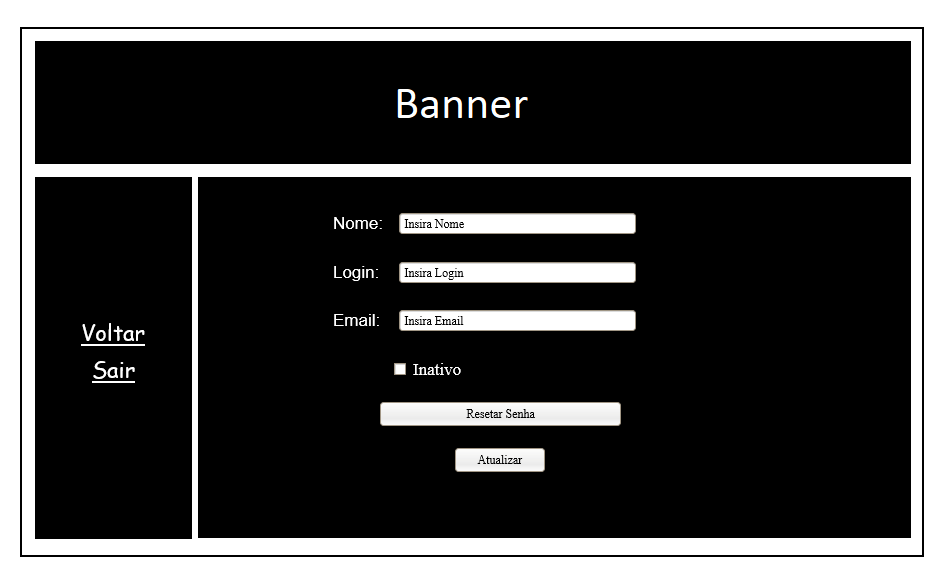 Banner
Voltar
Sair
Nome: Insira Nome
Login: Insira Login
Email: Insira Email
Inativo
Resetar Senha
Atualizar